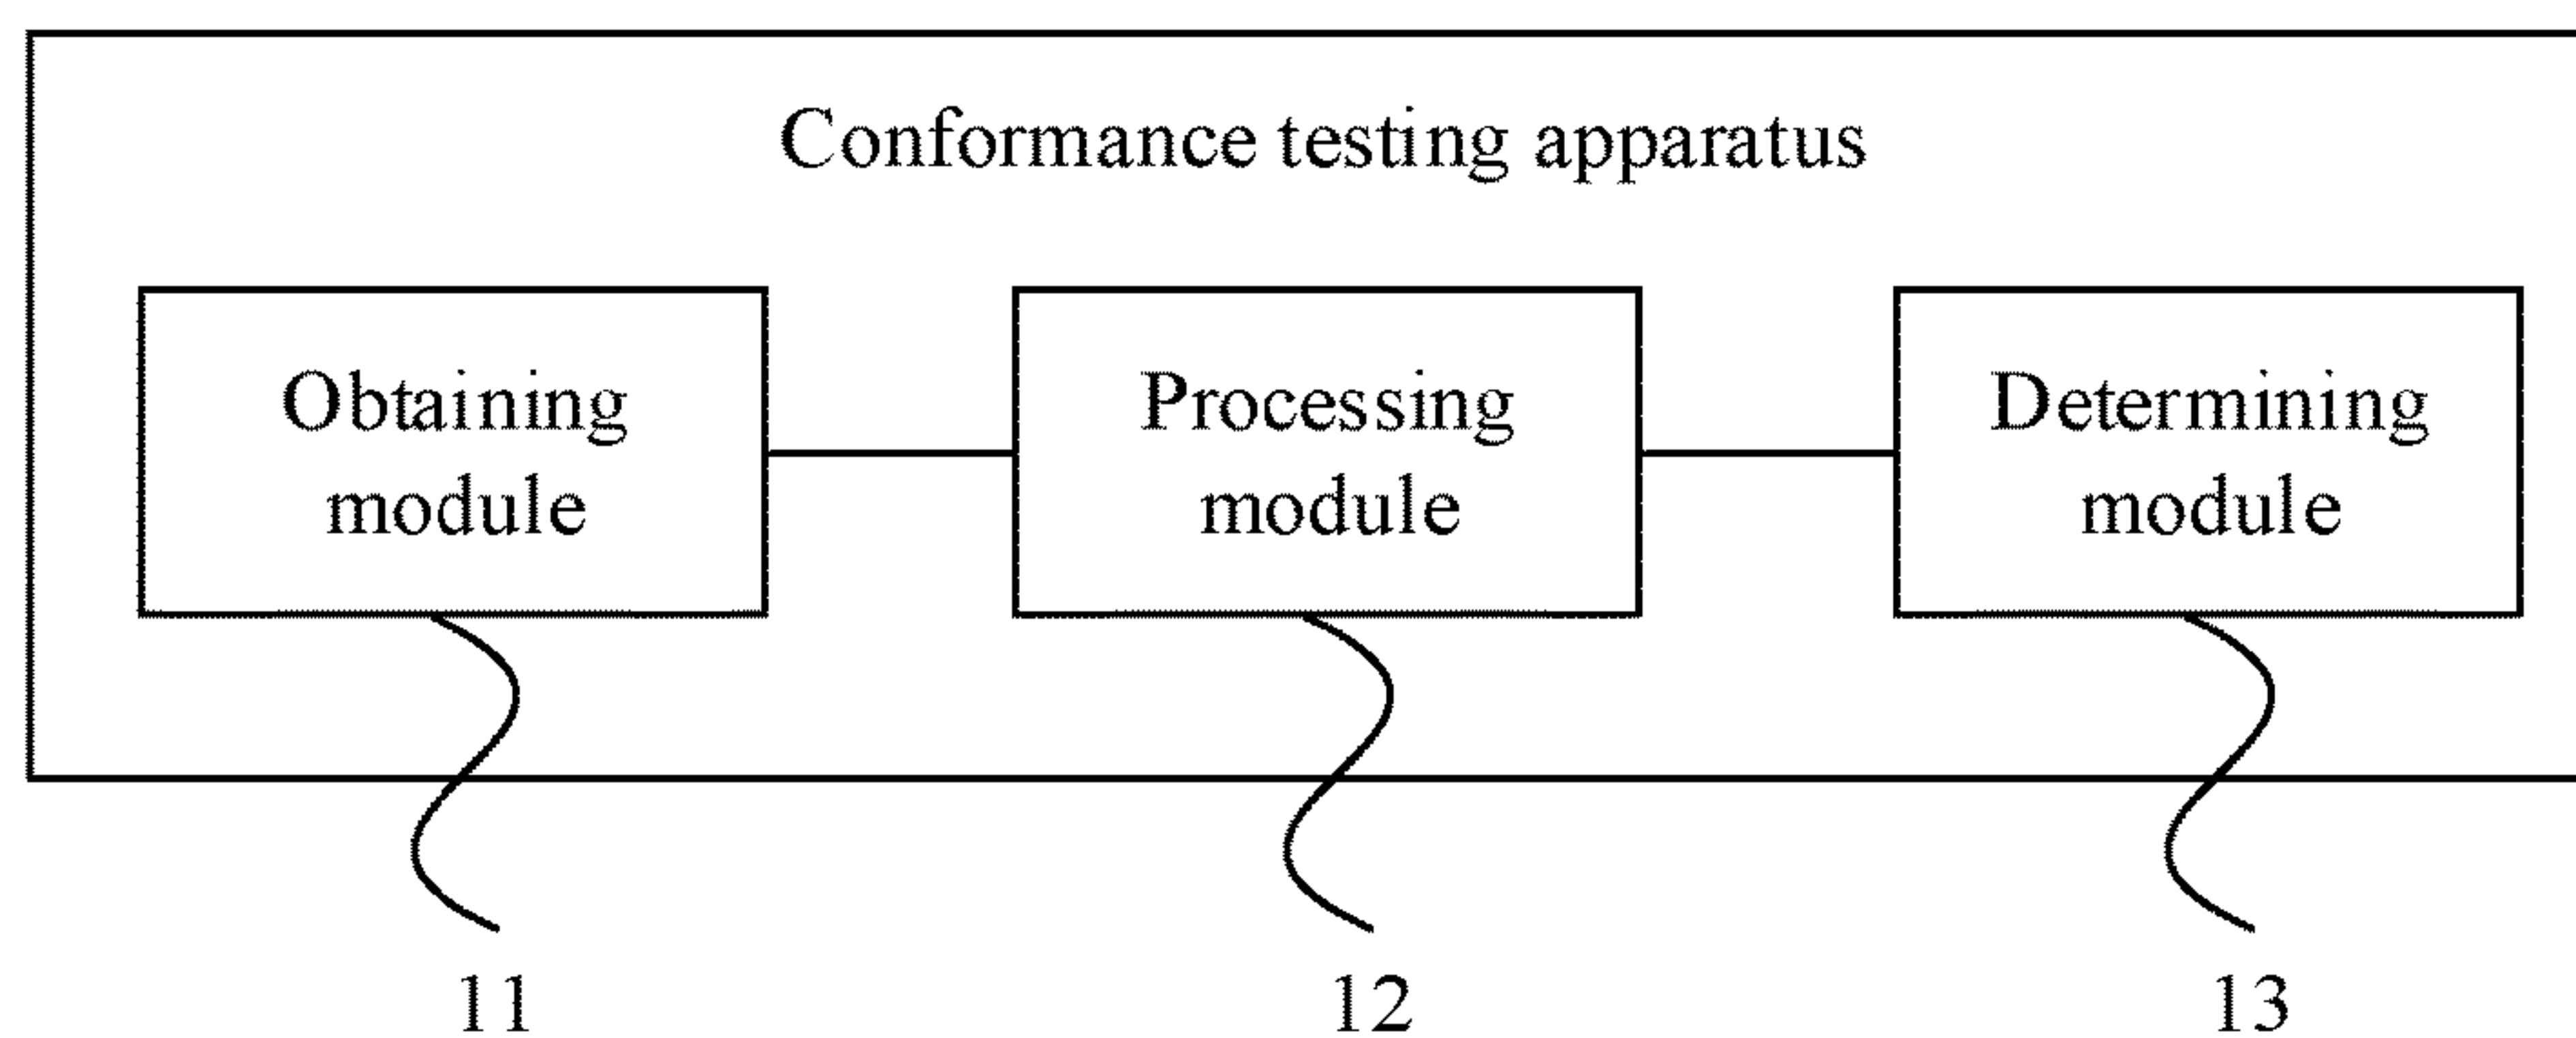 Conformance testing apparatus
Obtaining
module
Processing
module
Determining
module
11
12
13